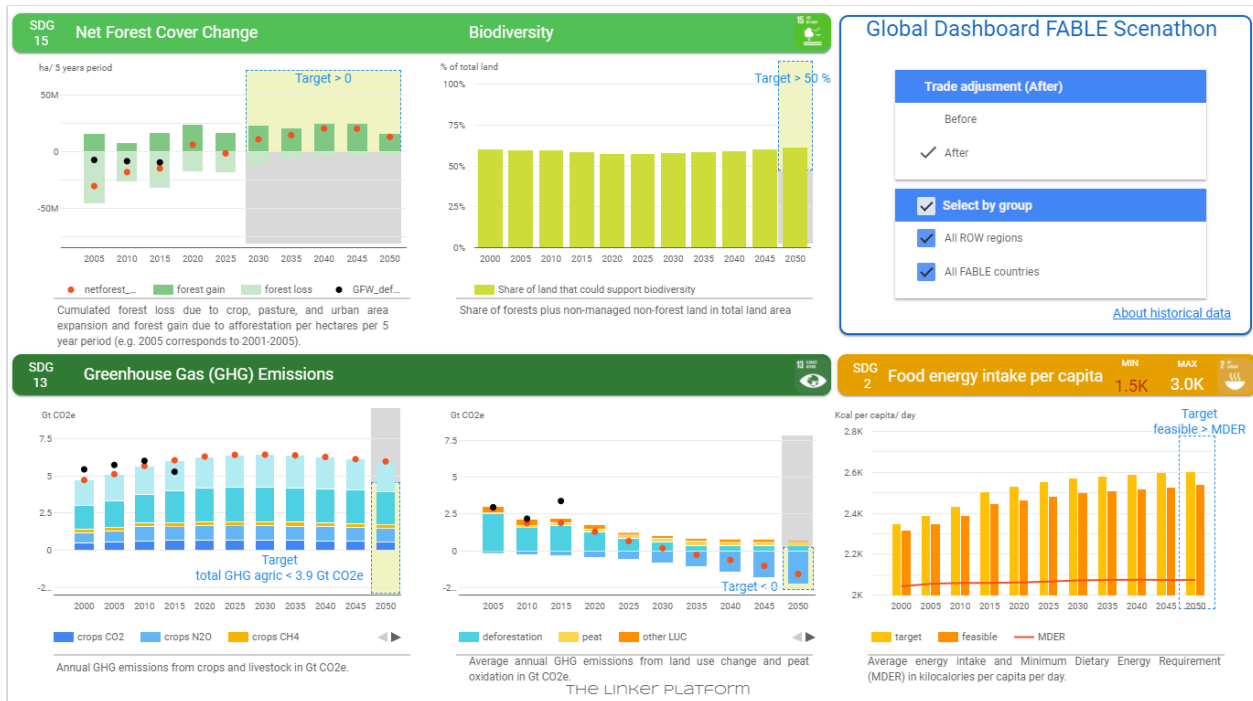 SDG 15 Net Forest Cover Change Biodiversity
15
Global Dashboard FABLE Scenathon
ha/ 5 years period
Target > 0
50M
0
-50M
2005 2010 2015 2020 2025 2030 2035 2040 2045 2050
netforest_... forest gain forest loss GFW_def...
Cumulated forest loss due to crop, pasture, and urban area
expansion and forest gain due to afforestation per hectares per 5
year period (e.g. 2005 corresponds to 2001-2005).
% of total land
Target > 50 %
100%
75%
50%
25%
0%
2000 2005 2010 2015 2020 2025 2030 2035 2040 2045 2050
Share of land that could support biodiversity
Share of forests plus non-managed non-forest land in total land area
Trade adjusment (After)
Before
After
Select by group
All ROW regions
All FABLE countries
About historical data
SDG 13 Greenhouse Gas (GHG) Emissions
13
Gt CO2e
7.5
5
2.5
0
-2...
Target
total GHG agric < 3.9 Gt CO2e
2000 2005 2010 2015 2020 2025 2030 2035 2040 2045 2050
crops CO2 crops N2O crops CH4
Annual GHG emissions from crops and livestock in Gt CO2e.
Gt CO2e
7.5
5
2.5
0
-2...
Target < 0
2005 2010 2015 2020 2025 2030 2035 2040 2045 2050
deforestation peat other LUC
Average annual GHG emissions from land use change and peat
oxidation in Gt CO2e.
SDG 2 Food energy intake per capita
MIN 1.5K
MAX 3.0K
2
Kcal per capita/ day
Target
feasible > MDER
2.8K
2.6K
2.4K
2.2K
2K
2000 2005 2010 2015 2020 2025 2030 2035 2040 2045 2050
target feasible MDER
Average energy intake and Minimum Dietary Energy Requirement
(MDER) in kilocalories per capita per day.
THE LINKER PLATFORM